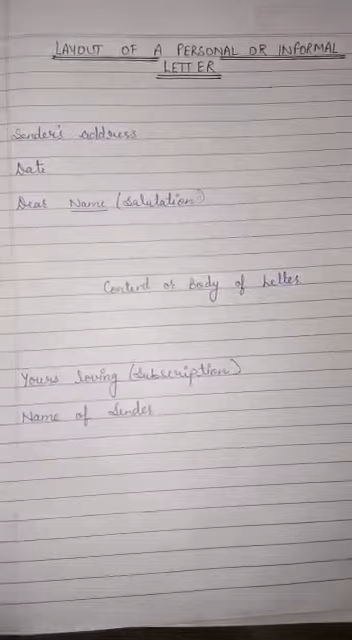 LAYOUT OF A PERSONAL OR INFORMAL
LETTER
Sender's address
Date
Dear Name (Salutation)
Content or Body of Letter
Yours loving (Subscription)
Name of Sender